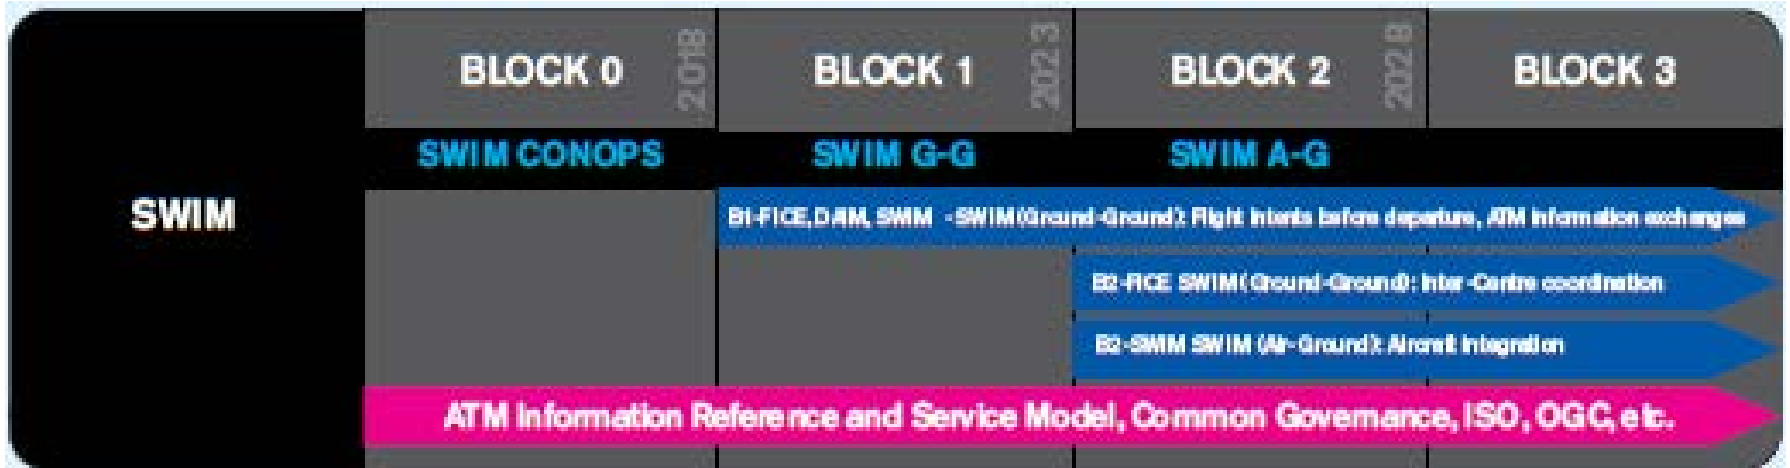 BLOCK 0 2018 BLOCK 1 2023 BLOCK 2 2028 BLOCK 3
SWIM CONOPS SWIM G-G SWIM A-G
SWIM
B1-FICE, DAIM, SWIM - SWIM (Ground-Ground): Flight intents before departure, ATM information exchanges
B2-FICE SWIM (Ground-Ground): Inter-Centre coordination
B2-SWIM SWIM (Air-Ground): Aircraft integration
ATM Information Reference and Service Model, Common Governance, ISO, OGC, etc.